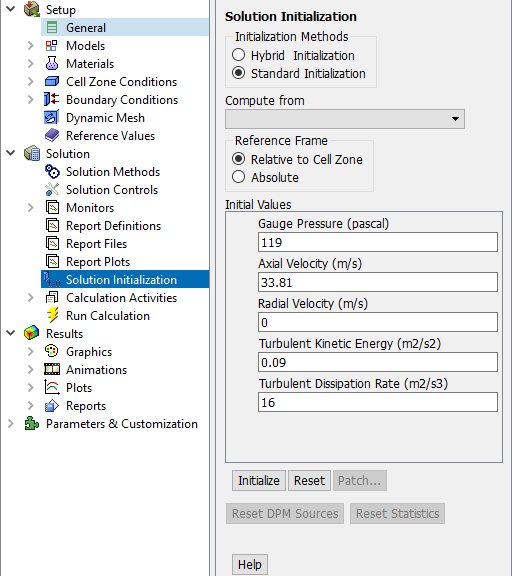 Setup
General
Models
Materials
Cell Zone Conditions
Boundary Conditions
Dynamic Mesh
Reference Values
Solution
Solution Methods
Solution Controls
Monitors
Report Definitions
Report Files
Report Plots
Solution Initialization
Calculation Activities
Run Calculation
Results
Graphics
Animations
Plots
Reports
Parameters & Customization
Solution Initialization
Initialization Methods
Hybrid Initialization
Standard Initialization
Compute from
Reference Frame
Relative to Cell Zone
Absolute
Initial Values
Gauge Pressure (pascal)
119
Axial Velocity (m/s)
33.81
Radial Velocity (m/s)
0
Turbulent Kinetic Energy (m2/s2)
0.09
Turbulent Dissipation Rate (m2/s3)
16
Initialize Reset Patch...
Reset DPM Sources Reset Statistics
Help